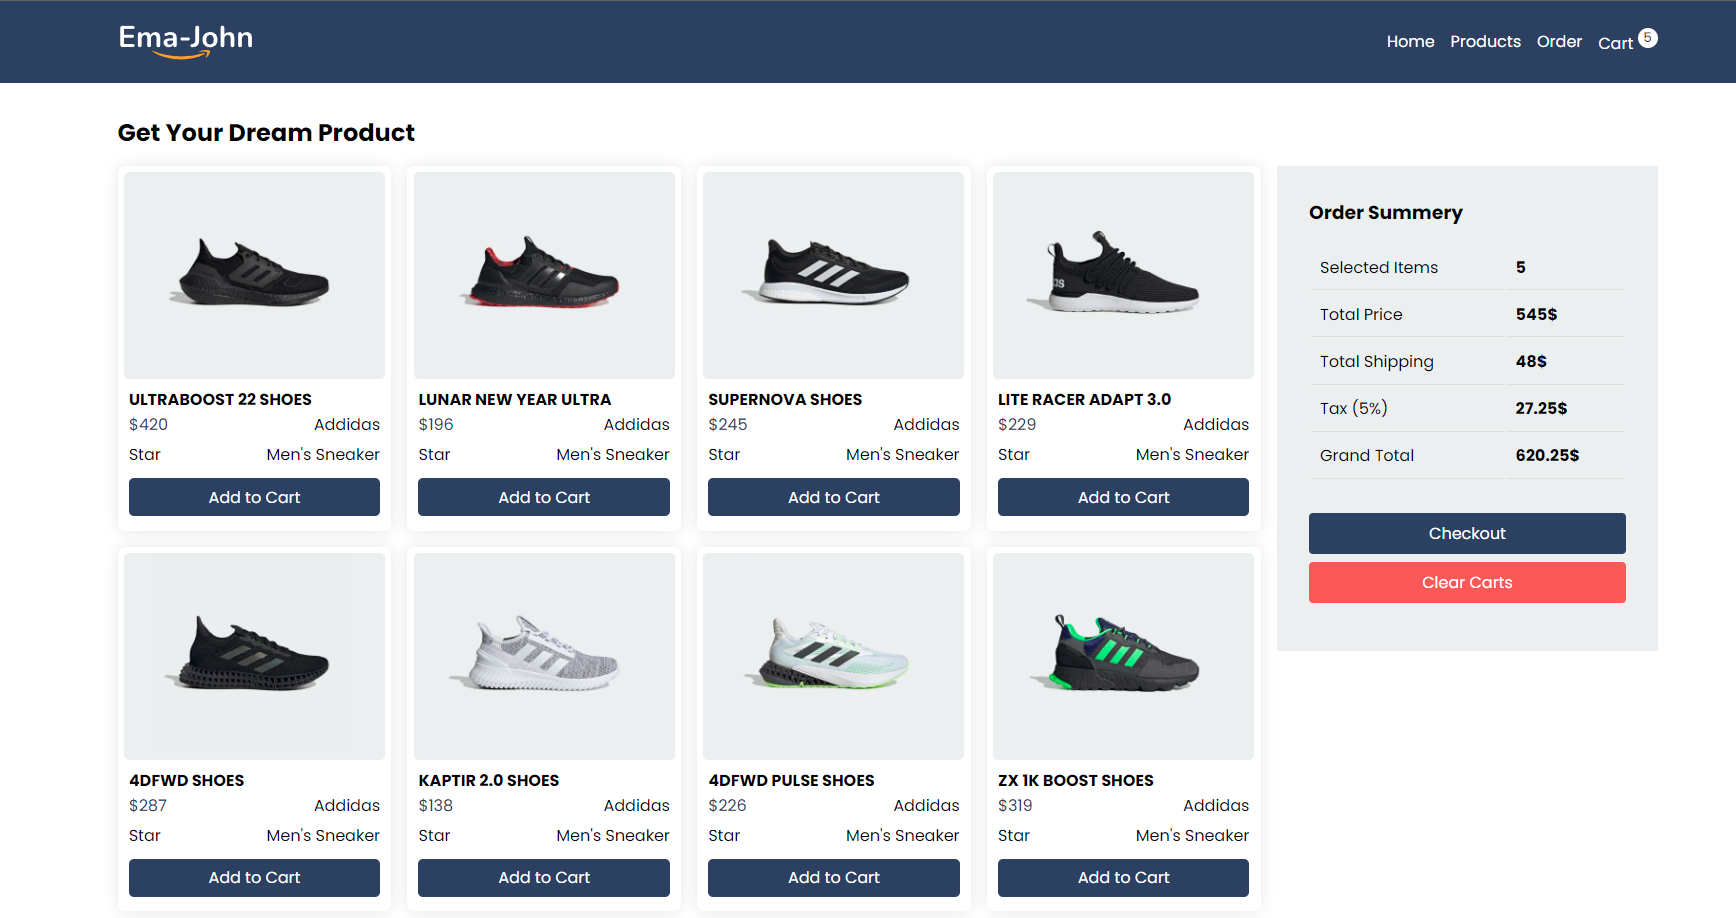 Ema-John
Home Products Order Cart 5
Get Your Dream Product
ULTRABOOST 22 SHOES
$420 Addidas
Star Men's Sneaker
Add to Cart
LUNAR NEW YEAR ULTRA
$196 Addidas
Star Men's Sneaker
Add to Cart
SUPERNOVA SHOES
$245 Addidas
Star Men's Sneaker
Add to Cart
LITE RACER ADAPT 3.0
$229 Addidas
Star Men's Sneaker
Add to Cart
4DFWD SHOES
$287 Addidas
Star Men's Sneaker
Add to Cart
KAPTIR 2.0 SHOES
$138 Addidas
Star Men's Sneaker
Add to Cart
4DFWD PULSE SHOES
$226 Addidas
Star Men's Sneaker
Add to Cart
ZX 1K BOOST SHOES
$319 Addidas
Star Men's Sneaker
Add to Cart
Order Summery
Selected Items 5
Total Price 545$
Total Shipping 48$
Tax (5%) 27.25$
Grand Total 620.25$
Checkout
Clear Carts